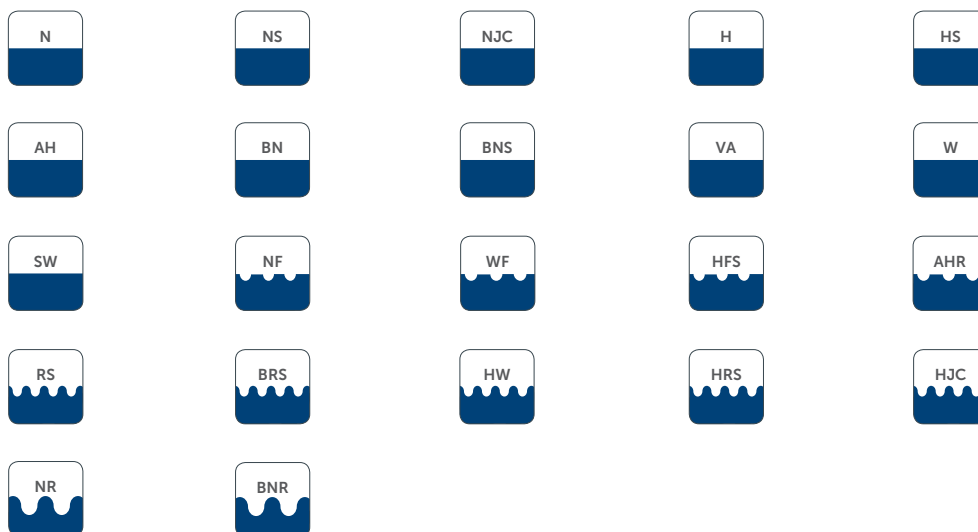 N NS NJC H HS
AH BN BNS VA W
SW NF WF HFS AHR
RS BRS HW HRS HJC
NR BNR